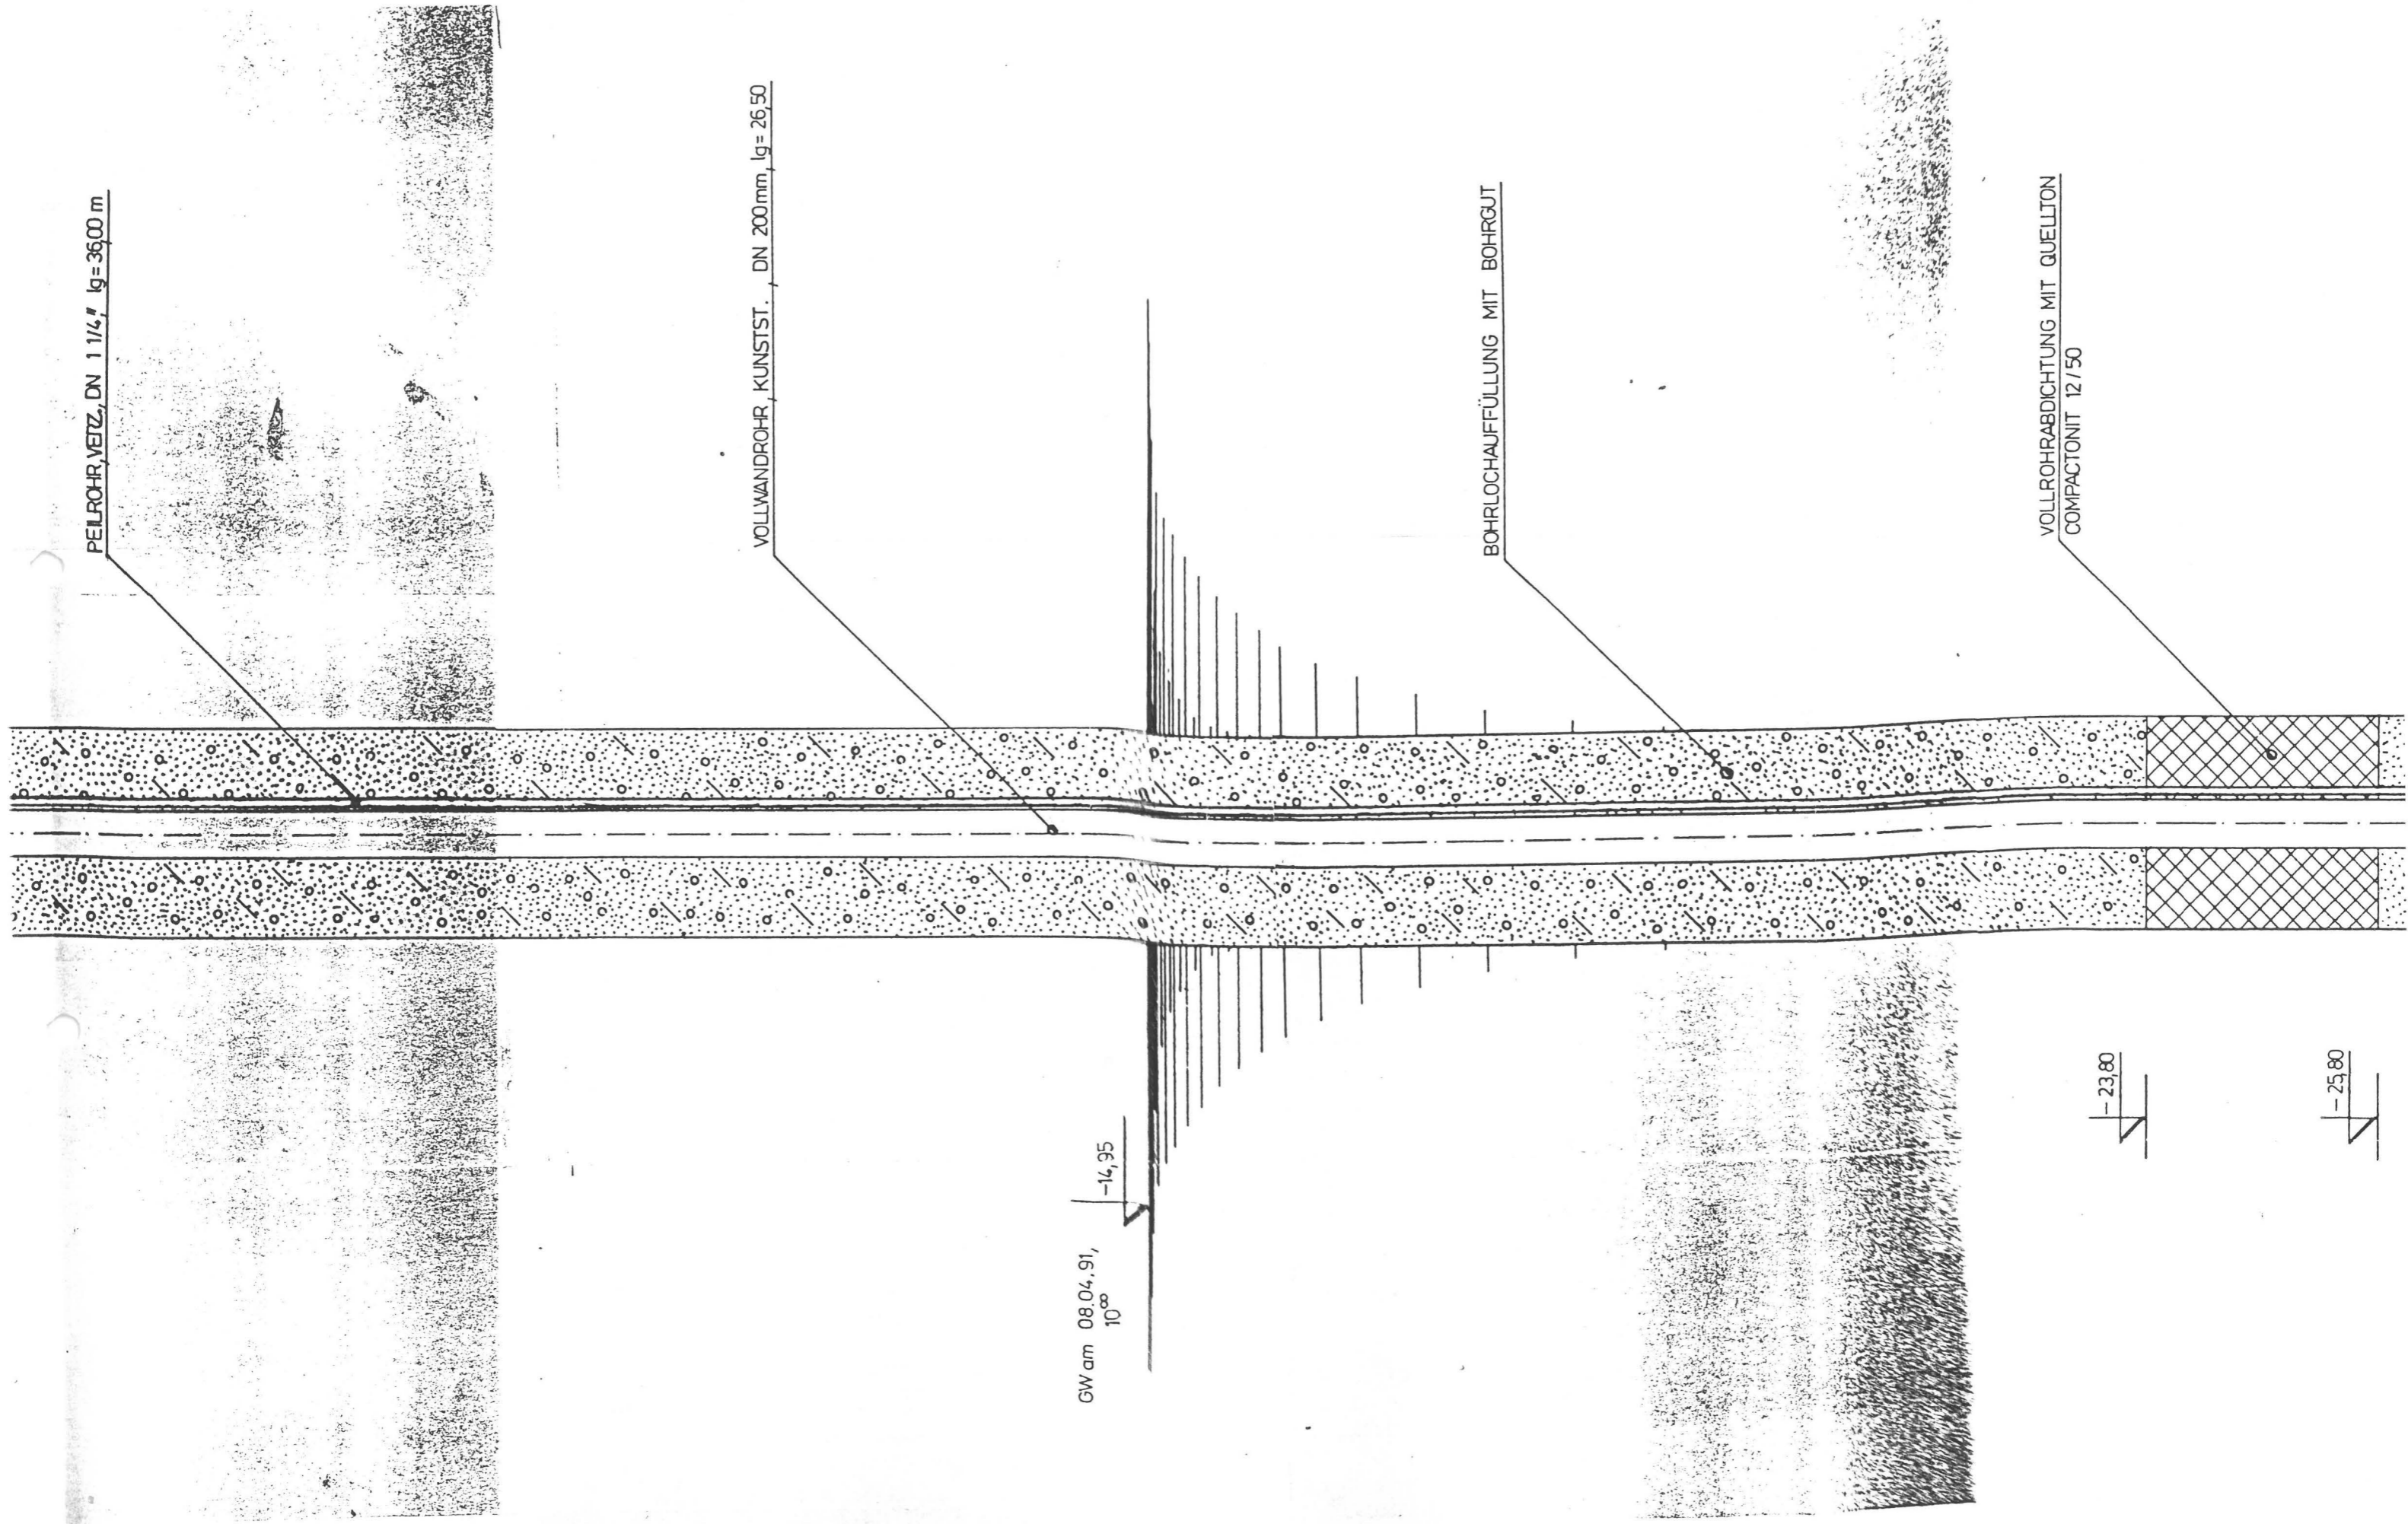 PEILROHR, VERZ., DN 1 1/4", lg=36,00 m
VOLLWANDROHR, KUNSTST., DN 200mm, lg= 26,50
GW am 08.04.91,
10⁰⁰
-14,95
BOHRLOCHAUFFÜLLUNG MIT BOHRGUT
VOLLROHRABDICHTUNG MIT QUELLTON
COMPACTONIT 12/50
-23,80
-25,80